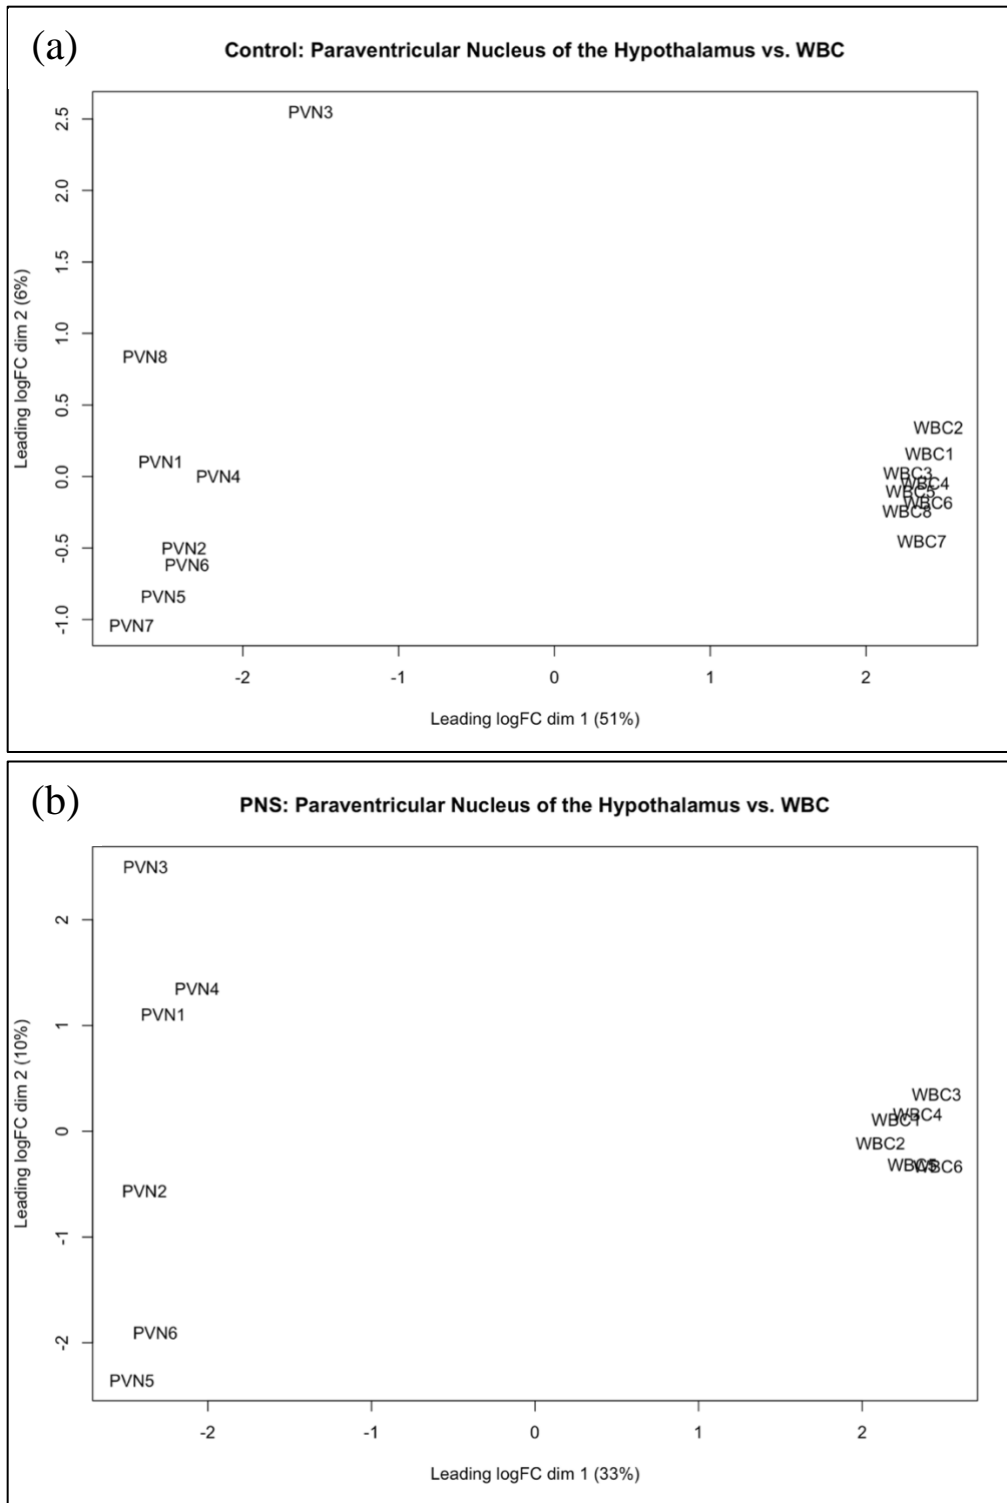 (a)
Control: Paraventricular Nucleus of the Hypothalamus vs. WBC
Leading logFC dim 2 (6%)
2.5
2.0
1.5
1.0
0.5
0.0
-0.5
-1.0
PVN3
PVN8
PVN1
PVN4
PVN2
PVN6
PVN5
PVN7
WBC2
WBC1
WBC3
WBC4
WBC5
WBC6
WBC8
WBC7
-2 -1 0 1 2
Leading logFC dim 1 (51%)
(b)
PNS: Paraventricular Nucleus of the Hypothalamus vs. WBC
Leading logFC dim 2 (10%)
2
1
0
-1
-2
PVN3
PVN4
PVN1
PVN2
PVN6
PVN5
WBC3
WBC4
WBC1
WBC2
WBC5
WBC6
-2 -1 0 1 2
Leading logFC dim 1 (33%)